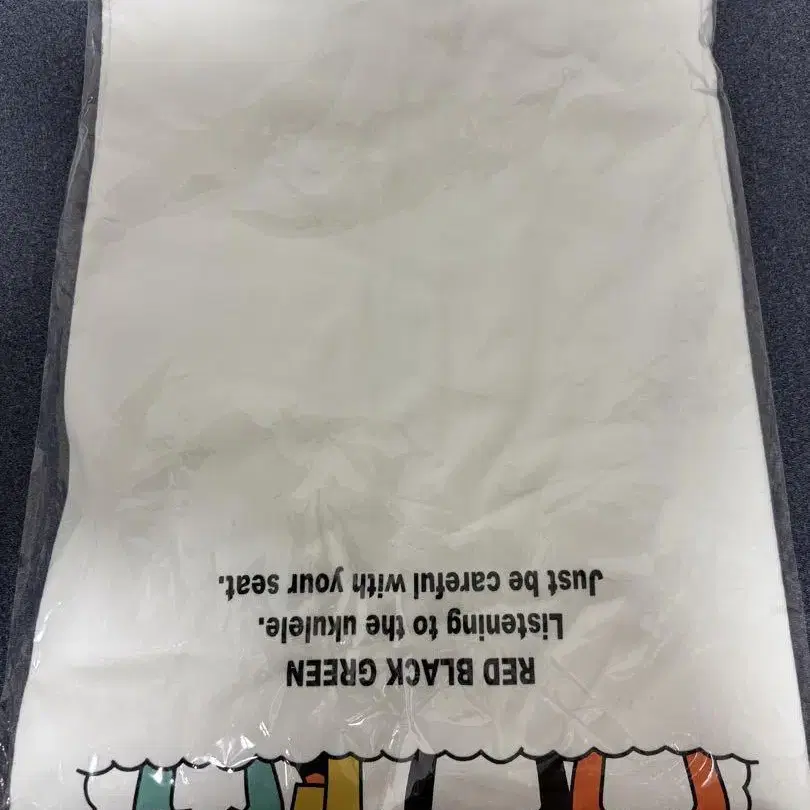 RED BLACK GREEN
Listening to the ukulele.
Just be careful with your seat.